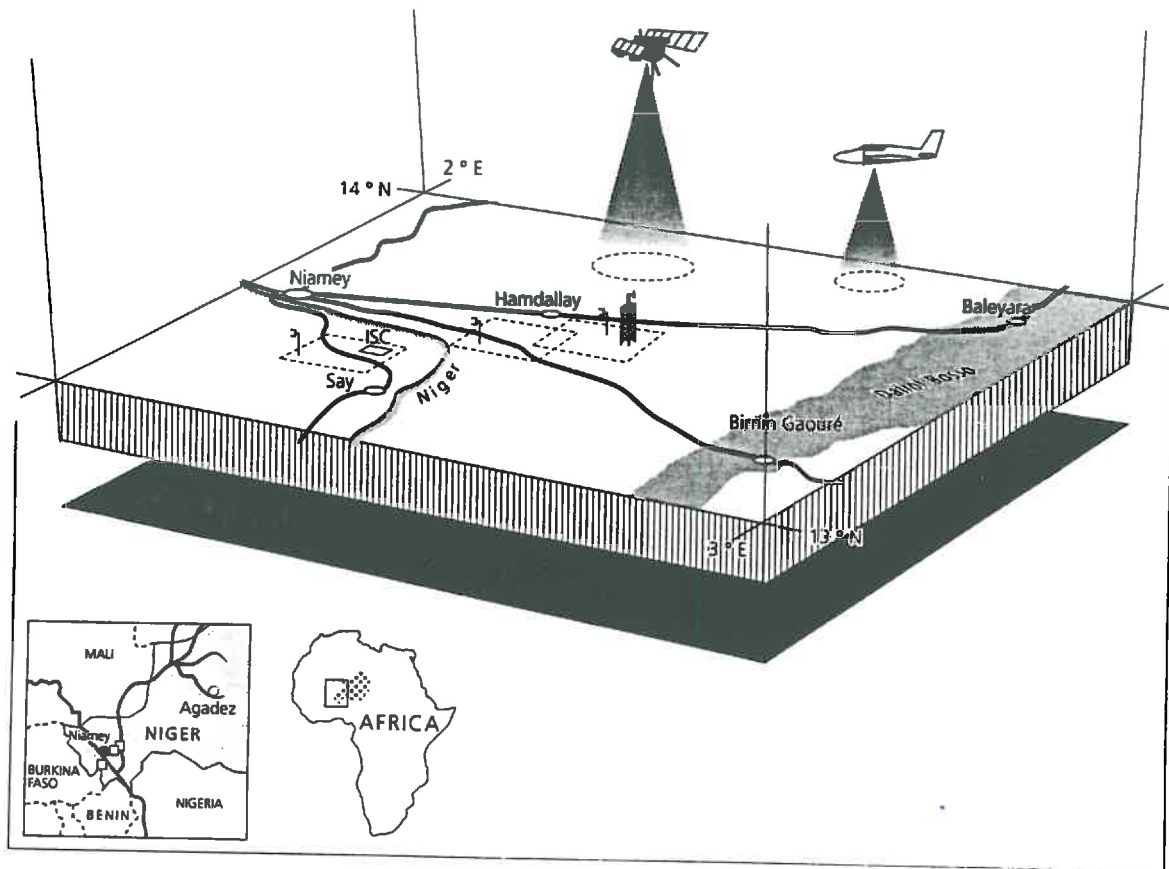 2 ° E
14 ° N
Niamey
Hamdallay
Baleyara
ISC
Say
Niger
Dallol Bosso
Birnin Gaouré
3 ° E
13 ° N
MALI
Agadez
Niamey
NIGER
BURKINA
FASO
BENIN
NIGERIA
AFRICA